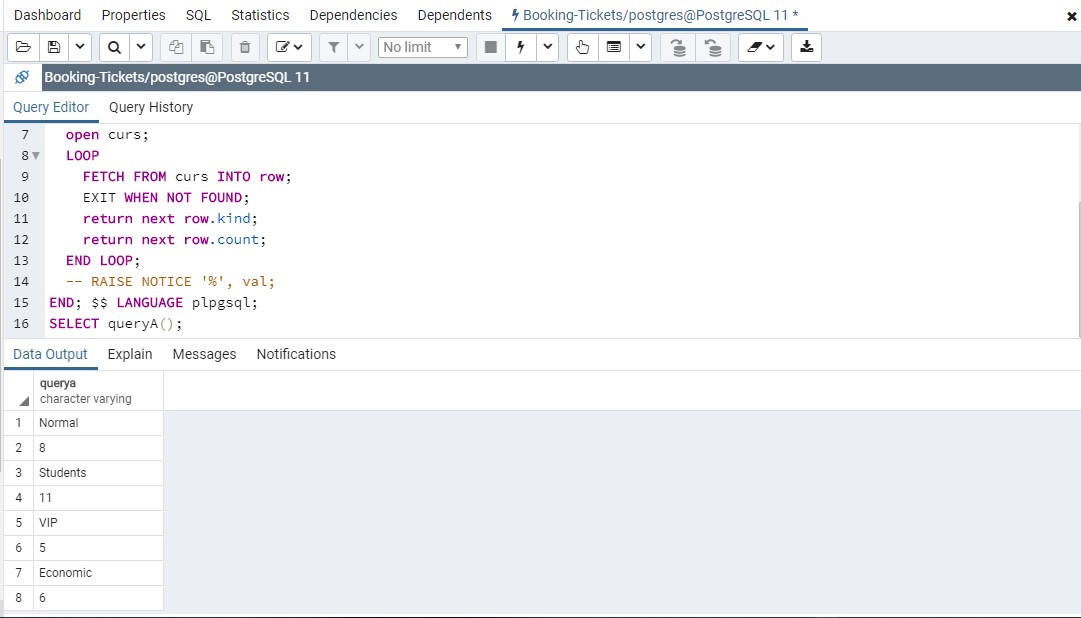 Dashboard Properties SQL Statistics Dependencies Dependents Booking-Tickets/postgres@PostgreSQL 11 *
No limit
Booking-Tickets/postgres@PostgreSQL 11
Query Editor Query History
7 open curs;
8 LOOP
9 FETCH FROM curs INTO row;
10 EXIT WHEN NOT FOUND;
11 return next row.kind;
12 return next row.count;
13 END LOOP;
14 -- RAISE NOTICE '%', val;
15 END; $$ LANGUAGE plpgsql;
16 SELECT queryA();
Data Output Explain Messages Notifications
querya
character varying
1 Normal
2 8
3 Students
4 11
5 VIP
6 5
7 Economic
8 6